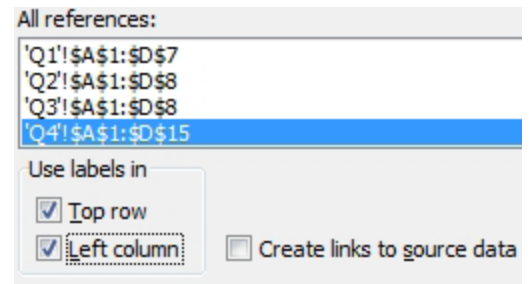 All references:
'Q1'!$A$1:$D$7
'Q2'!$A$1:$D$8
'Q3'!$A$1:$D$8
'Q4'!$A$1:$D$15
Use labels in
Top row
Left column
Create links to source data